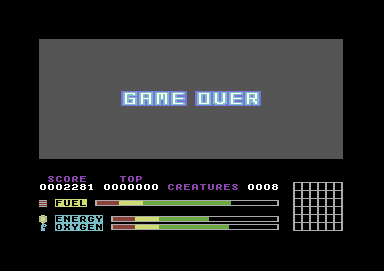 GAME OVER
SCORE TOP
0002281 0000000 CREATURES 0008
FUEL
ENERGY
OXYGEN